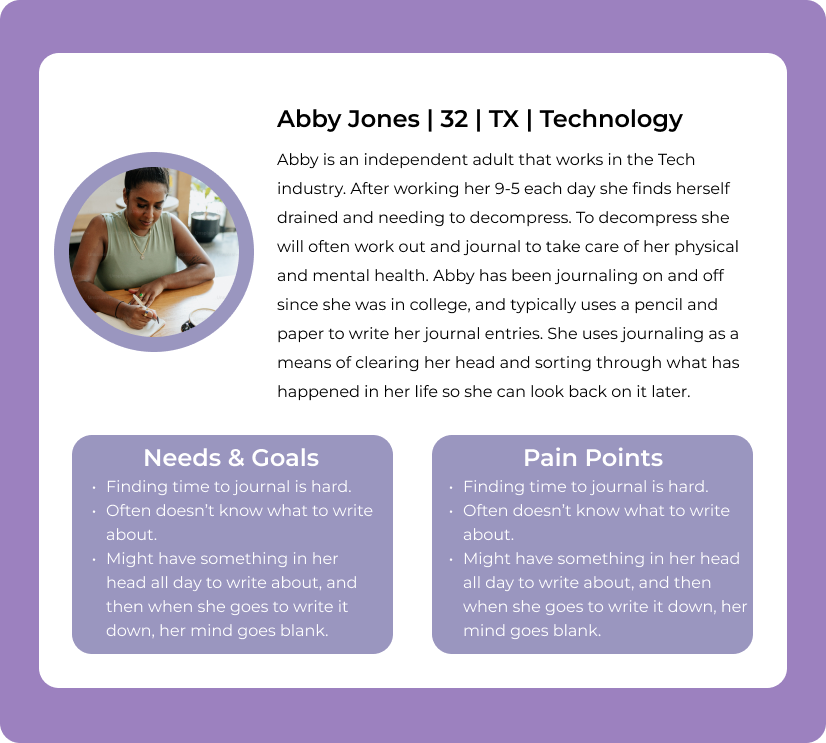 Abby Jones | 32 | TX | Technology
Abby is an independent adult that works in the Tech
industry. After working her 9-5 each day she finds herself
drained and needing to decompress. To decompress she
will often work out and journal to take care of her physical
and mental health. Abby has been journaling on and off
since she was in college, and typically uses a pencil and
paper to write her journal entries. She uses journaling as a
means of clearing her head and sorting through what has
happened in her life so she can look back on it later.
Needs & Goals
• Finding time to journal is hard.
• Often doesn’t know what to write
about.
• Might have something in her
head all day to write about, and
then when she goes to write it
down, her mind goes blank.
Pain Points
• Finding time to journal is hard.
• Often doesn’t know what to write
about.
• Might have something in her head
all day to write about, and then
when she goes to write it down, her
mind goes blank.